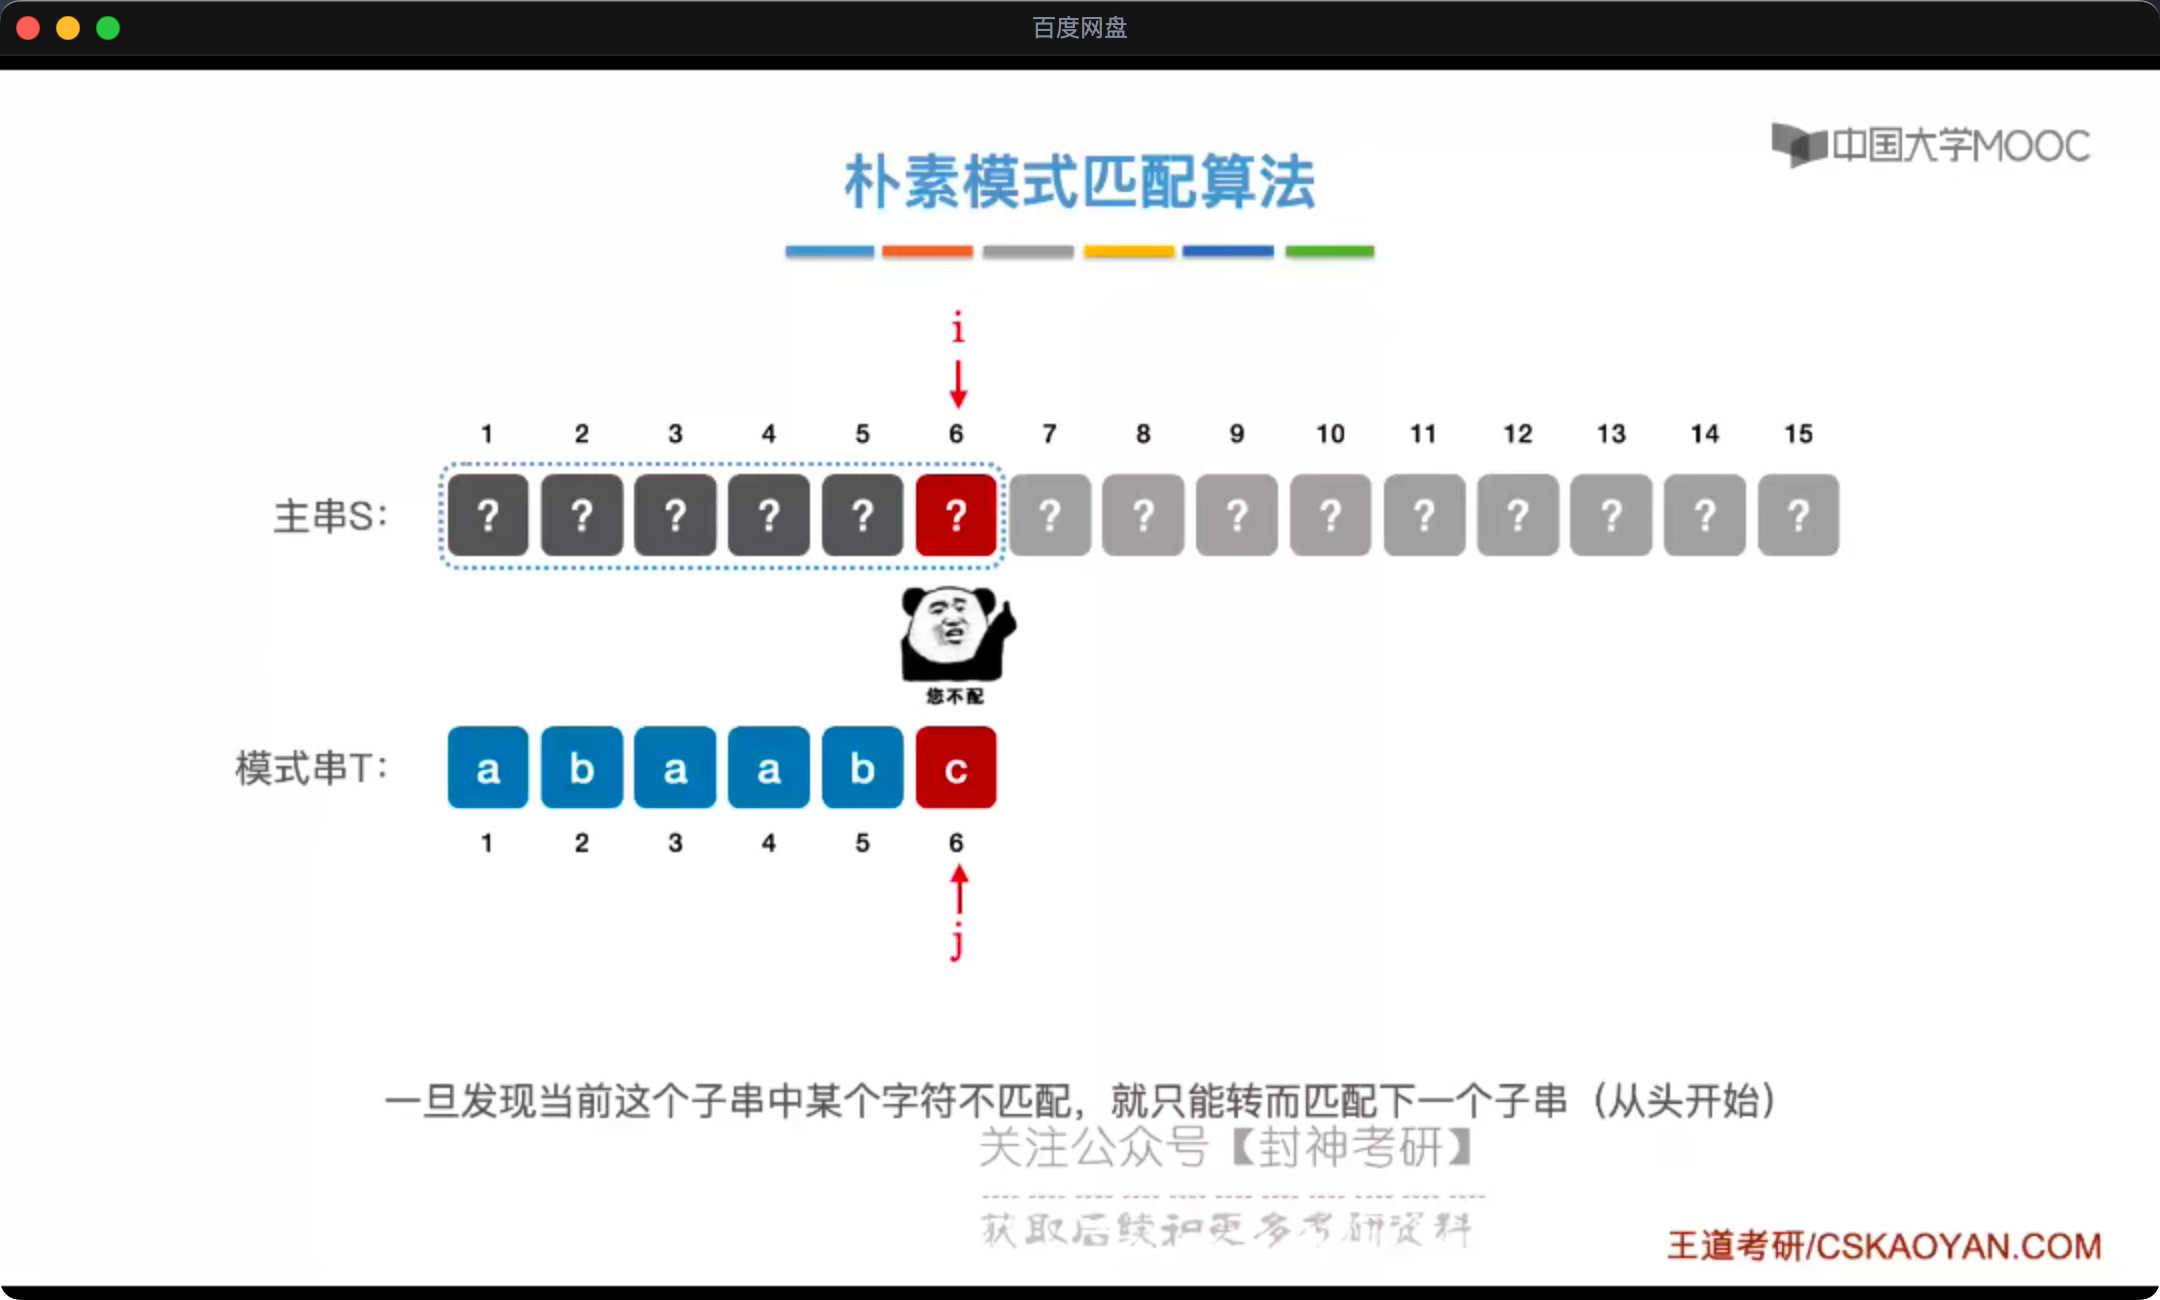 百度网盘
中国大学MOOC
朴素模式匹配算法
i
1 2 3 4 5 6 7 8 9 10 11 12 13 14 15
主串S: ? ? ? ? ? ? ? ? ? ? ? ? ? ? ?
您不配
模式串T: a b a a b c
1 2 3 4 5 6
j
一旦发现当前这个子串中某个字符不匹配，就只能转而匹配下一个子串（从头开始）
关注公众号【封神考研】
获取后续和更多考研资料
王道考研/CSKAOYAN.COM